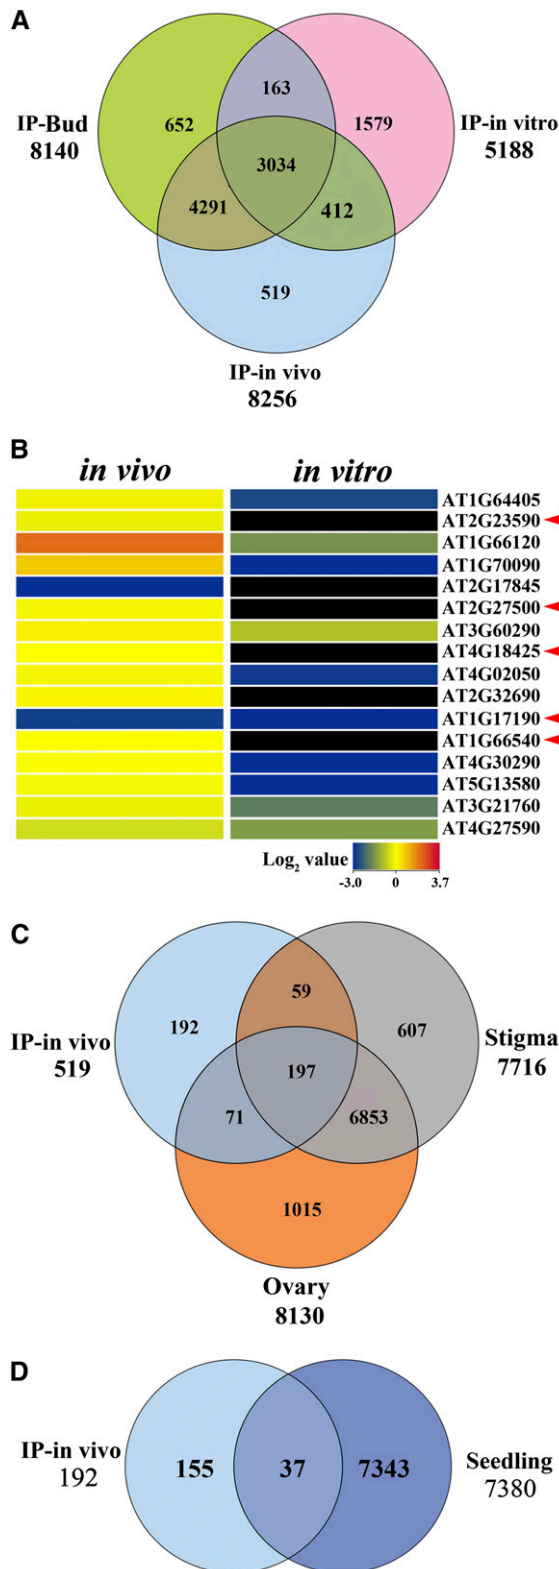 A
163
IP-Bud
8140
652
1579
IP-in vitro
5188
3034
4291
412
519
IP-in vivo
8256
B
in vivo
in vitro
AT1G64405
AT2G23590
AT1G66120
AT1G70090
AT2G17845
AT2G27500
AT3G60290
AT4G18425
AT4G02050
AT2G32690
AT1G17190
AT1G66540
AT4G30290
AT5G13580
AT3G21760
AT4G27590
Log2 value
-3.0 0 3.7
C
59
IP-in vivo
519
192
607
Stigma
7716
197
71
6853
1015
Ovary
8130
D
IP-in vivo
192
155
37
7343
Seedling
7380